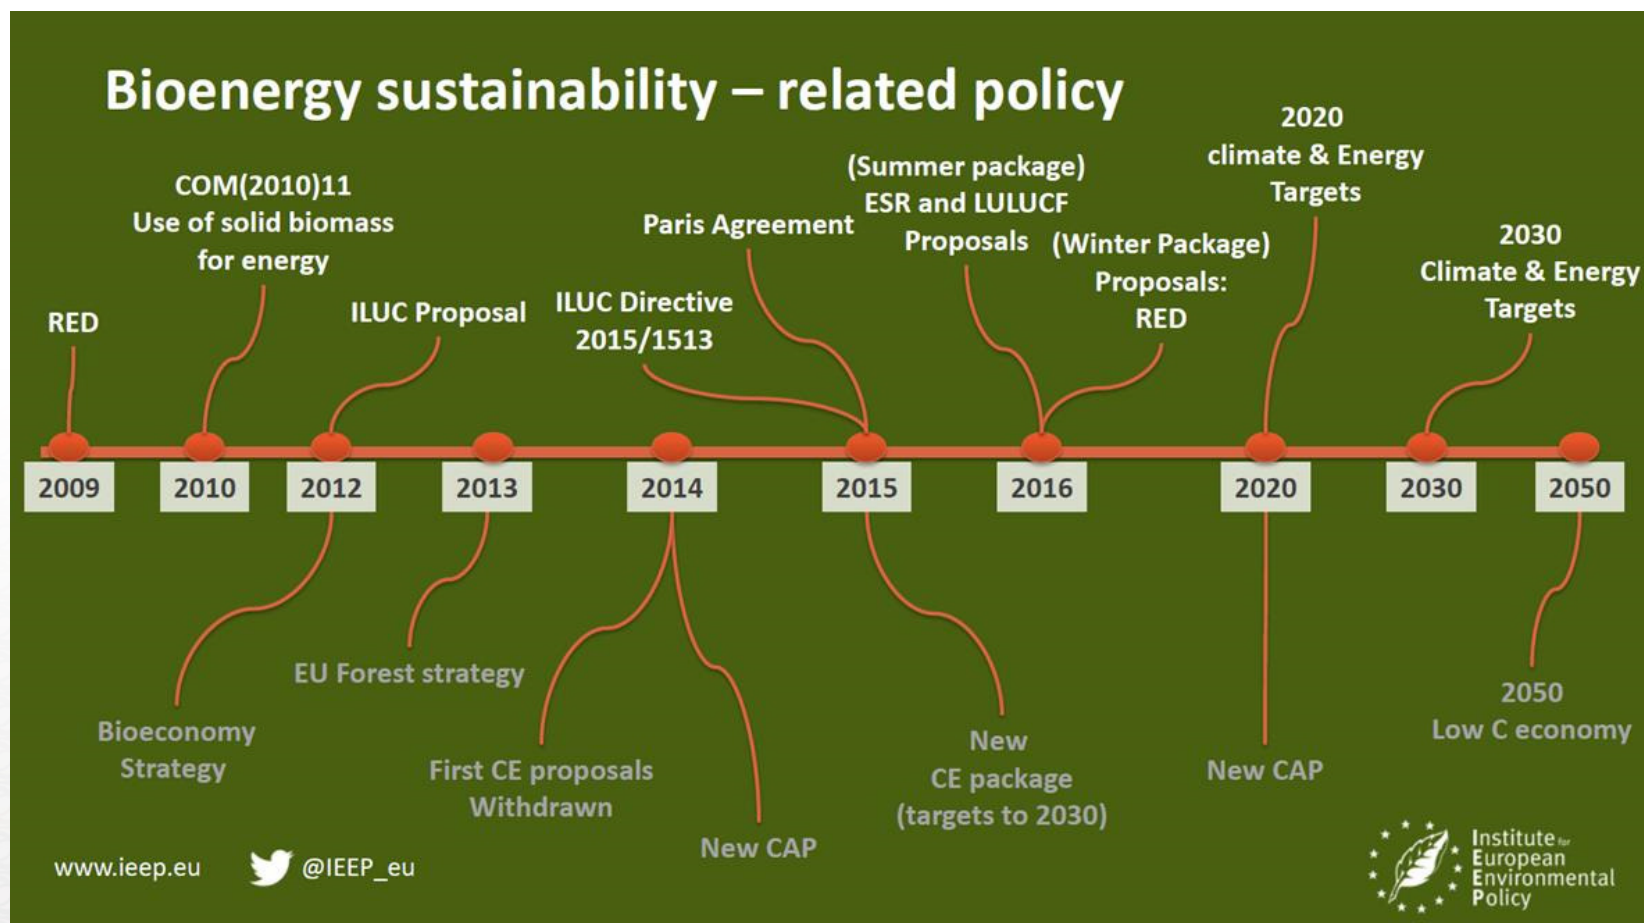 Bioenergy sustainability – related policy
RED
COM(2010)11
Use of solid biomass
for energy
ILUC Proposal
ILUC Directive
2015/1513
Paris Agreement
(Summer package)
ESR and LULUCF
Proposals
(Winter Package)
Proposals:
RED
2020
climate & Energy
Targets
2030
Climate & Energy
Targets
2009
2010
2012
2013
2014
2015
2016
2020
2030
2050
Bioeconomy
Strategy
EU Forest strategy
First CE proposals
Withdrawn
New CAP
New
CE package
(targets to 2030)
New CAP
2050
Low C economy
www.ieep.eu
@IEEP_eu
Institute for
European
Environmental
Policy